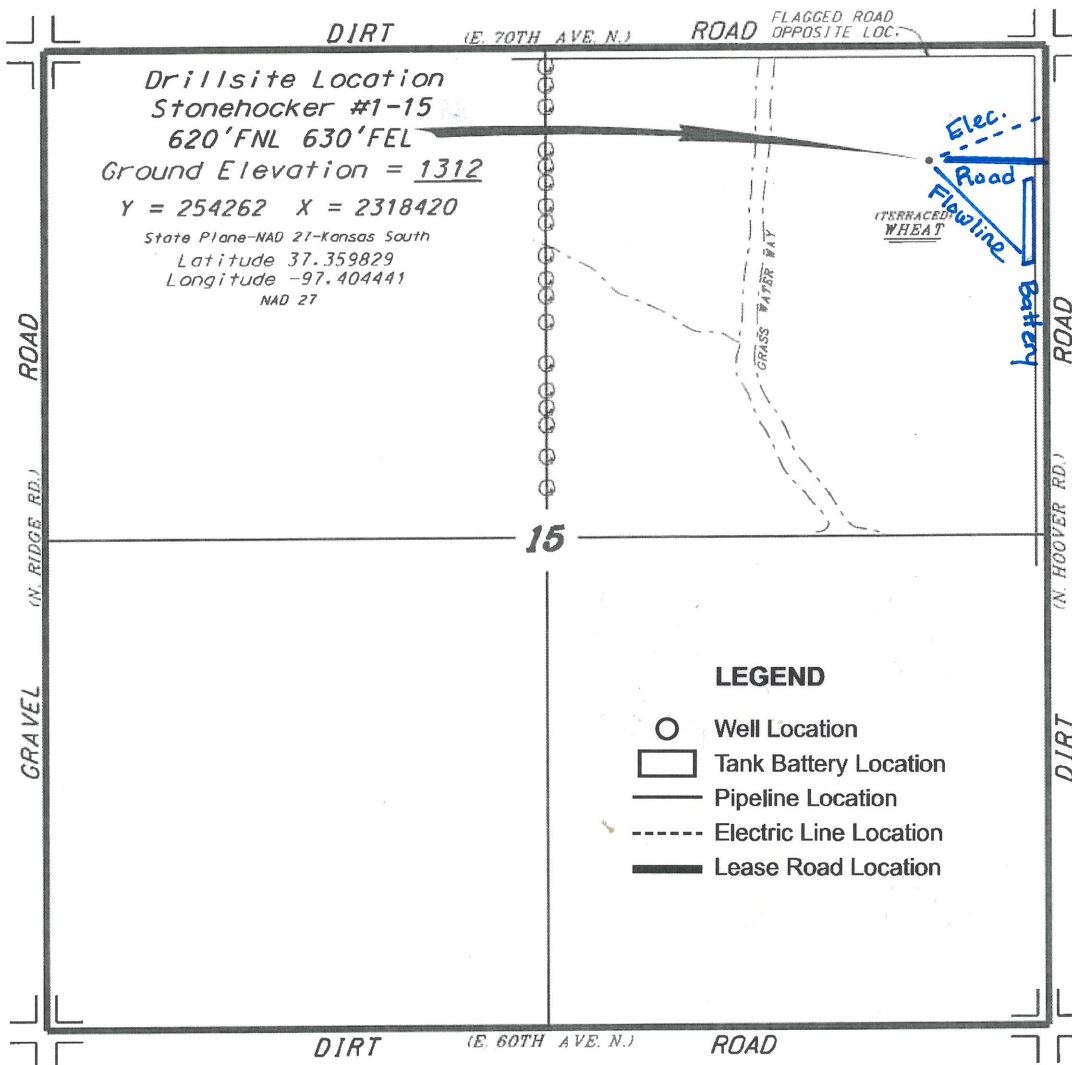 DIRT (E. 70TH AVE. N.) ROAD
FLAGGED ROAD
OPPOSITE LOC.
Drillsite Location
Stonehocker #1-15
620'FNL 630'FEL
Ground Elevation = 1312
Y = 254262 X = 2318420
State Plane-NAD 27-Kansas South
Latitude 37.359829
Longitude -97.404441
NAD 27
Elec.
Road
Flowline
Battery
(TERRACED)
WHEAT
GRASS WATER WAY
ROAD
(N. RIDGE RD.)
GRAVEL
ROAD
(N. HOOVER RD.)
DIRT
15
LEGEND
Well Location
Tank Battery Location
Pipeline Location
Electric Line Location
Lease Road Location
DIRT (E. 60TH AVE. N.) ROAD